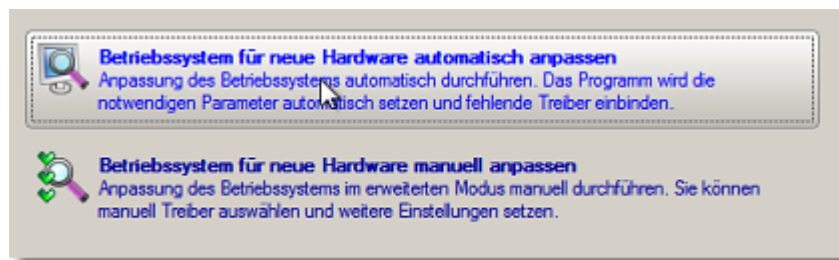 Betriebssystem für neue Hardware automatisch anpassen
Anpassung des Betriebssystems automatisch durchführen. Das Programm wird die
notwendigen Parameter automatisch setzen und fehlende Treiber einbinden.
Betriebssystem für neue Hardware manuell anpassen
Anpassung des Betriebssystems im erweiterten Modus manuell durchführen. Sie können
manuell Treiber auswählen und weitere Einstellungen setzen.